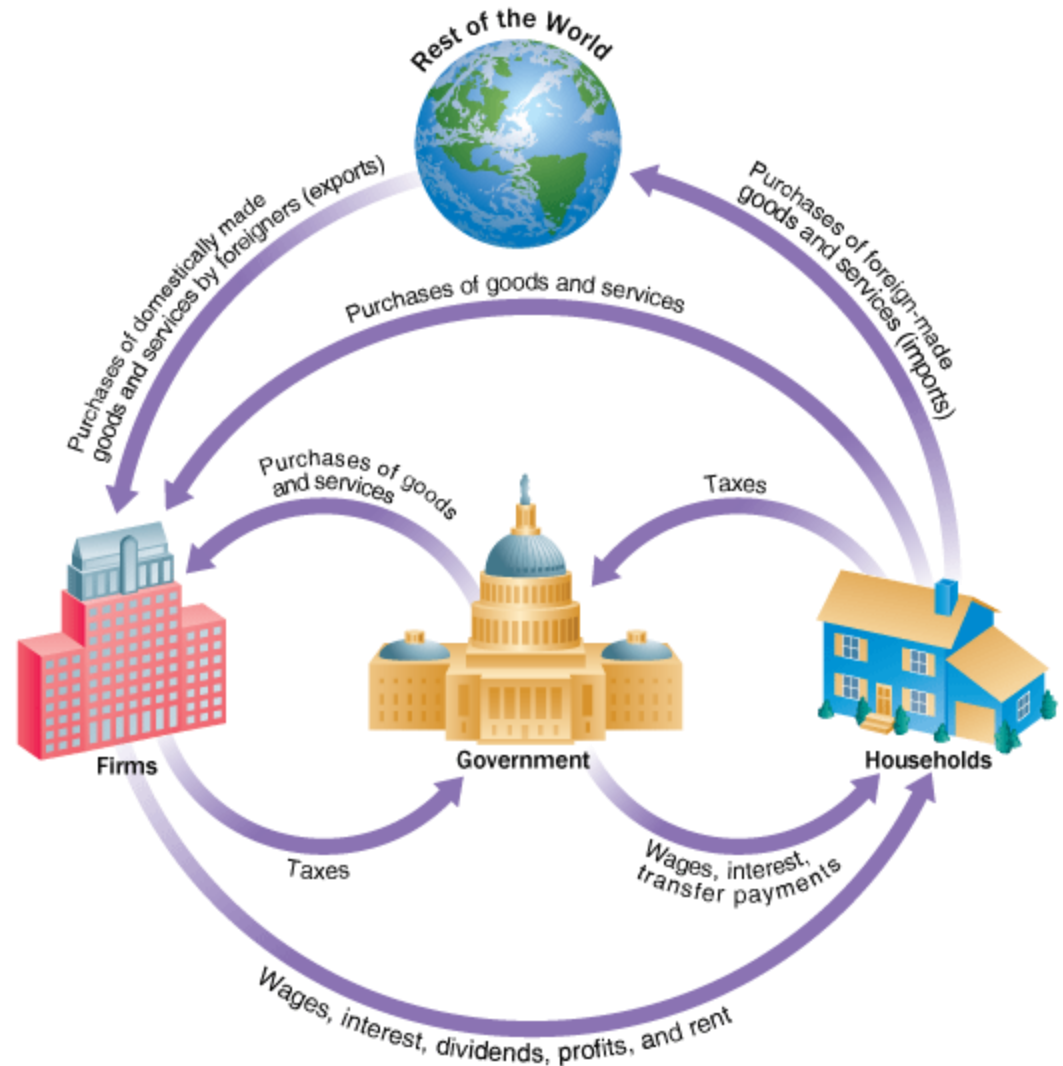 Rest of the World
Purchases of domestically made
goods and services by foreigners (exports)
Purchases of foreign-made
goods and services (imports)
Purchases of goods and services
Purchases of goods
and services
Taxes
Firms
Government
Households
Taxes
Wages, interest,
transfer payments
Wages, interest, dividends, profits, and rent